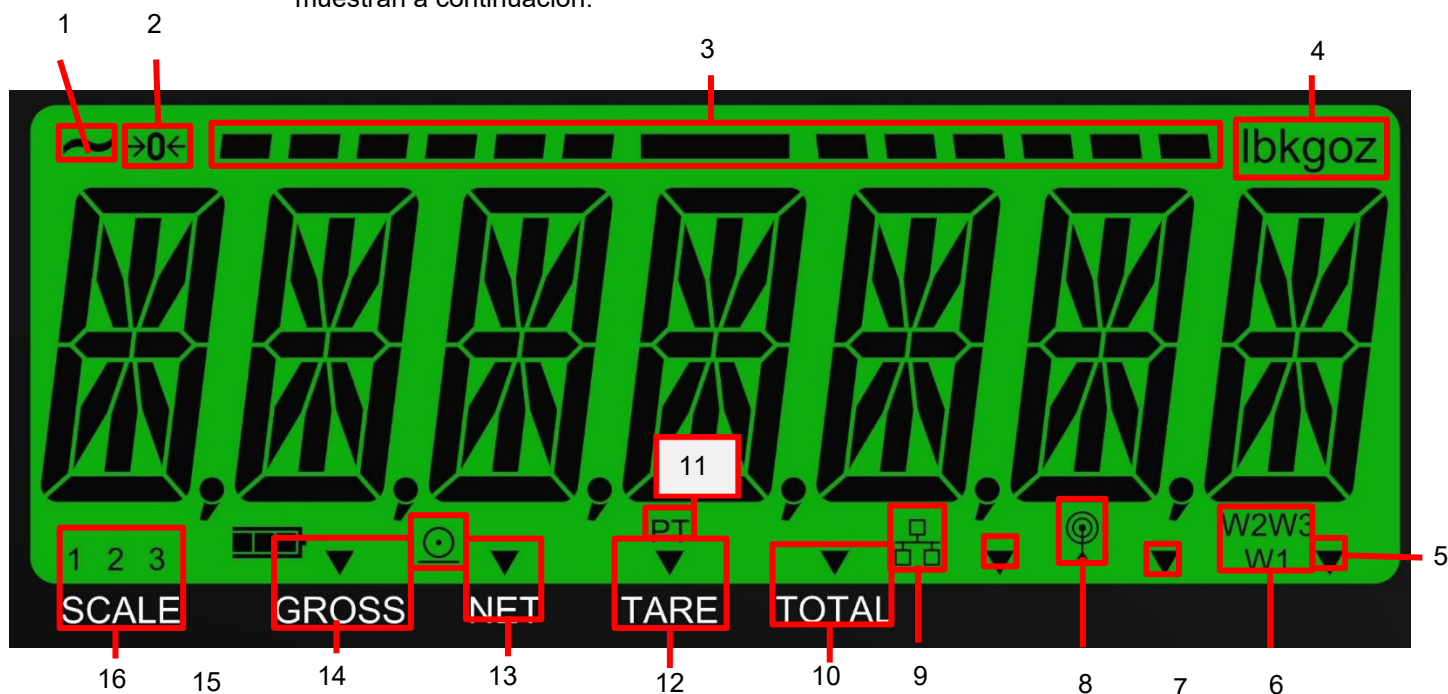 muestran a continuación.
1 2 3 4
→0← lbkgoz
11
PT
W2W3
1 2 3 W1 5
SCALE GROSS NET TARE TOTAL
16 15 14 13 12 10 9 8 7 6